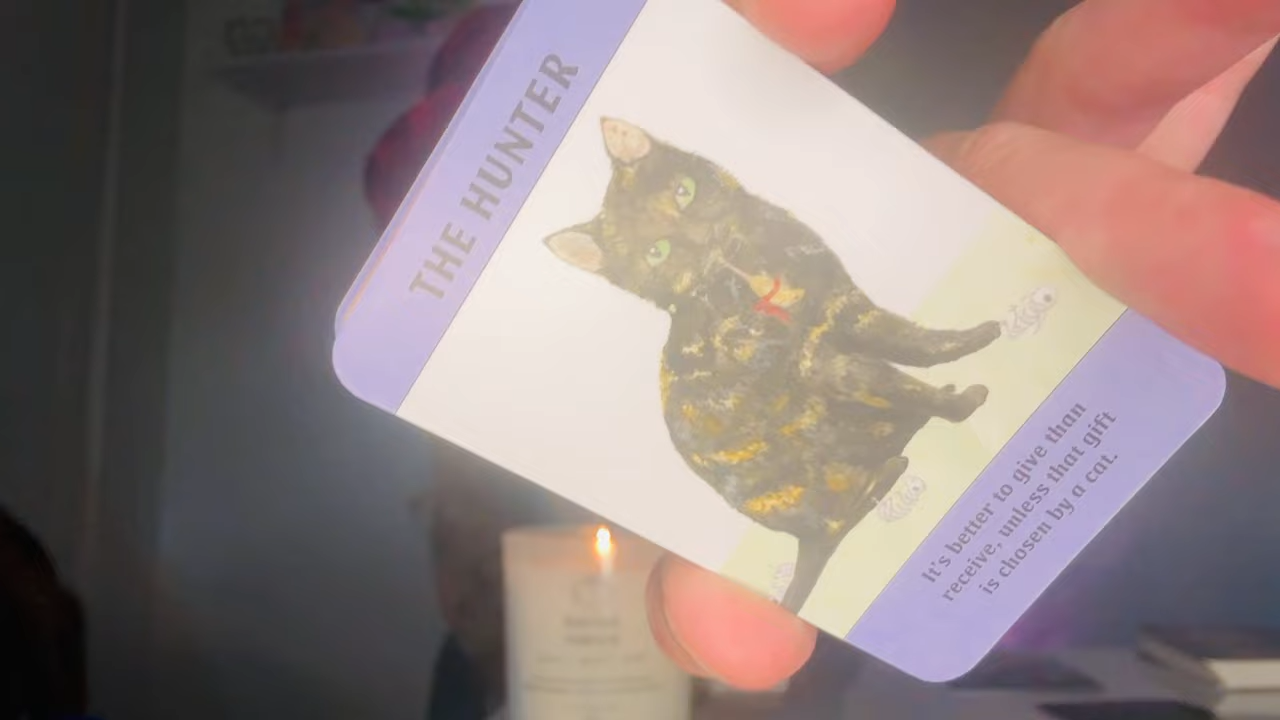 THE HUNTER
It's better to give than
receive, unless that gift
is chosen by a cat.